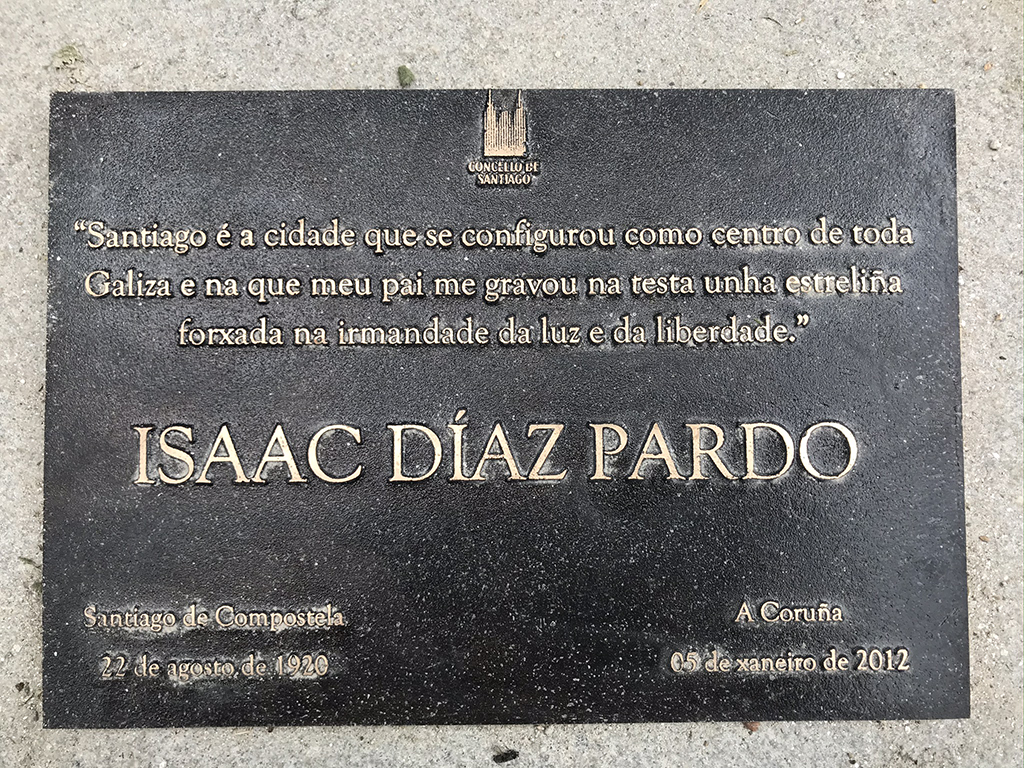 CONCELLO DE
SANTIAGO
“Santiago é a cidade que se configurou como centro de toda
Galiza e na que meu pai me gravou na testa unha estreliña
forxada na irmandade da luz e da liberdade.”
ISAAC DÍAZ PARDO
Santiago de Compostela
22 de agosto de 1920
A Coruña
05 de xaneiro de 2012